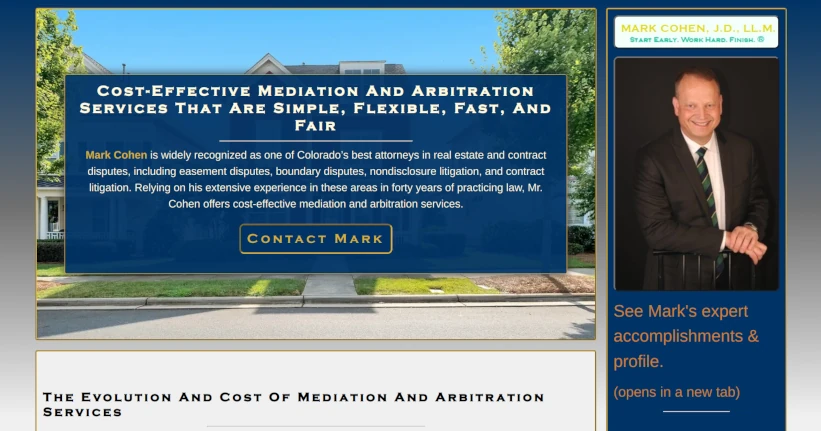 Cost-Effective Mediation And Arbitration
Services That Are Simple, Flexible, Fast, And
Fair
Mark Cohen is widely recognized as one of Colorado's best attorneys in real estate and contract
disputes, including easement disputes, boundary disputes, nondisclosure litigation, and contract
litigation. Relying on his extensive experience in these areas in forty years of practicing law, Mr.
Cohen offers cost-effective mediation and arbitration services.
Contact Mark
The Evolution And Cost Of Mediation And Arbitration
Services
Mark Cohen, J.D., LL.M.
Start Early. Work Hard. Finish. ®
See Mark's expert
accomplishments &
profile.
(opens in a new tab)